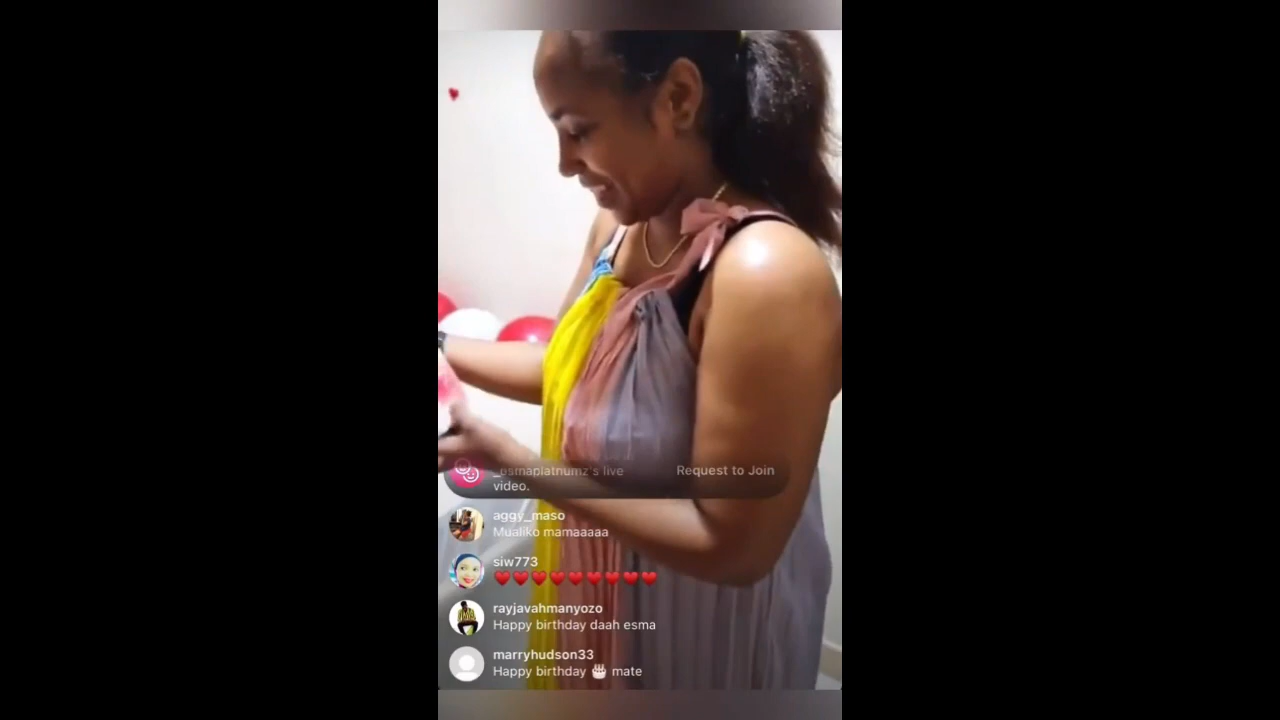 _esmaplatnumz's live
video.
Request to Join
aggy_maso
Mualiko mamaaaaa
siw773
❤️❤️❤️❤️❤️❤️❤️❤️❤️
rayjavahmanyozo
Happy birthday daah esma
marryhudson33
Happy birthday 🎂 mate